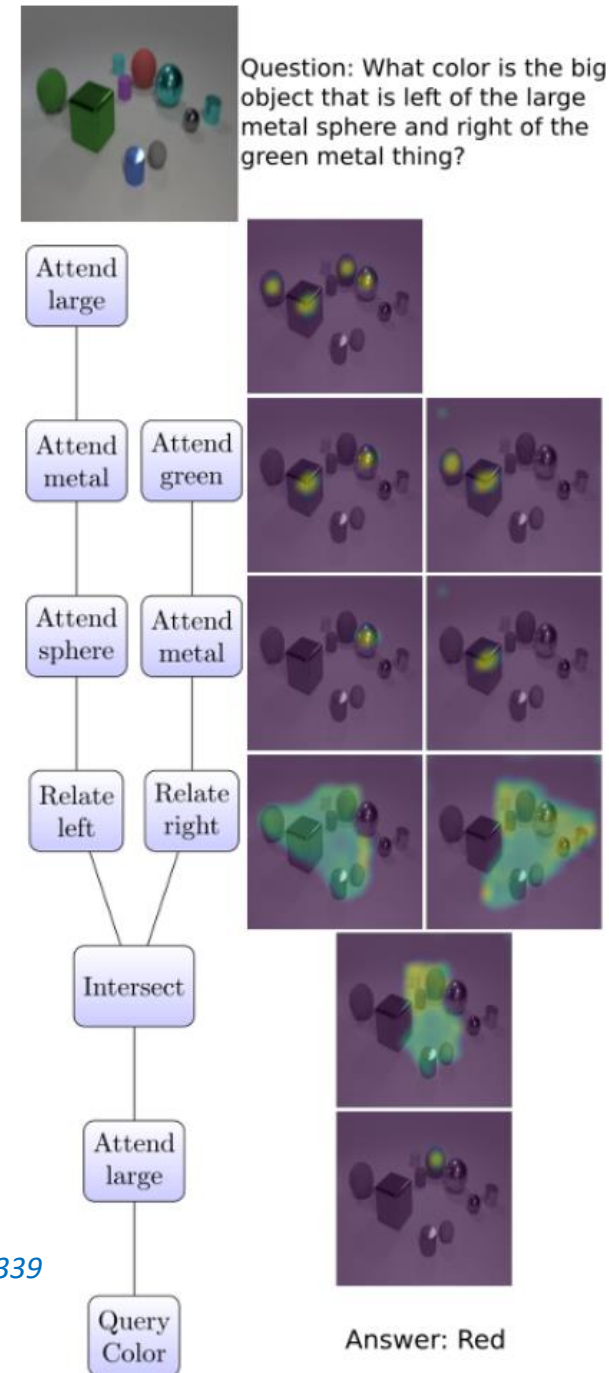 Question: What color is the big
object that is left of the large
metal sphere and right of the
green metal thing?
Attend
large
Attend
metal
Attend
green
Attend
sphere
Attend
metal
Relate
left
Relate
right
Intersect
Attend
large
339
Query
Color
Answer: Red